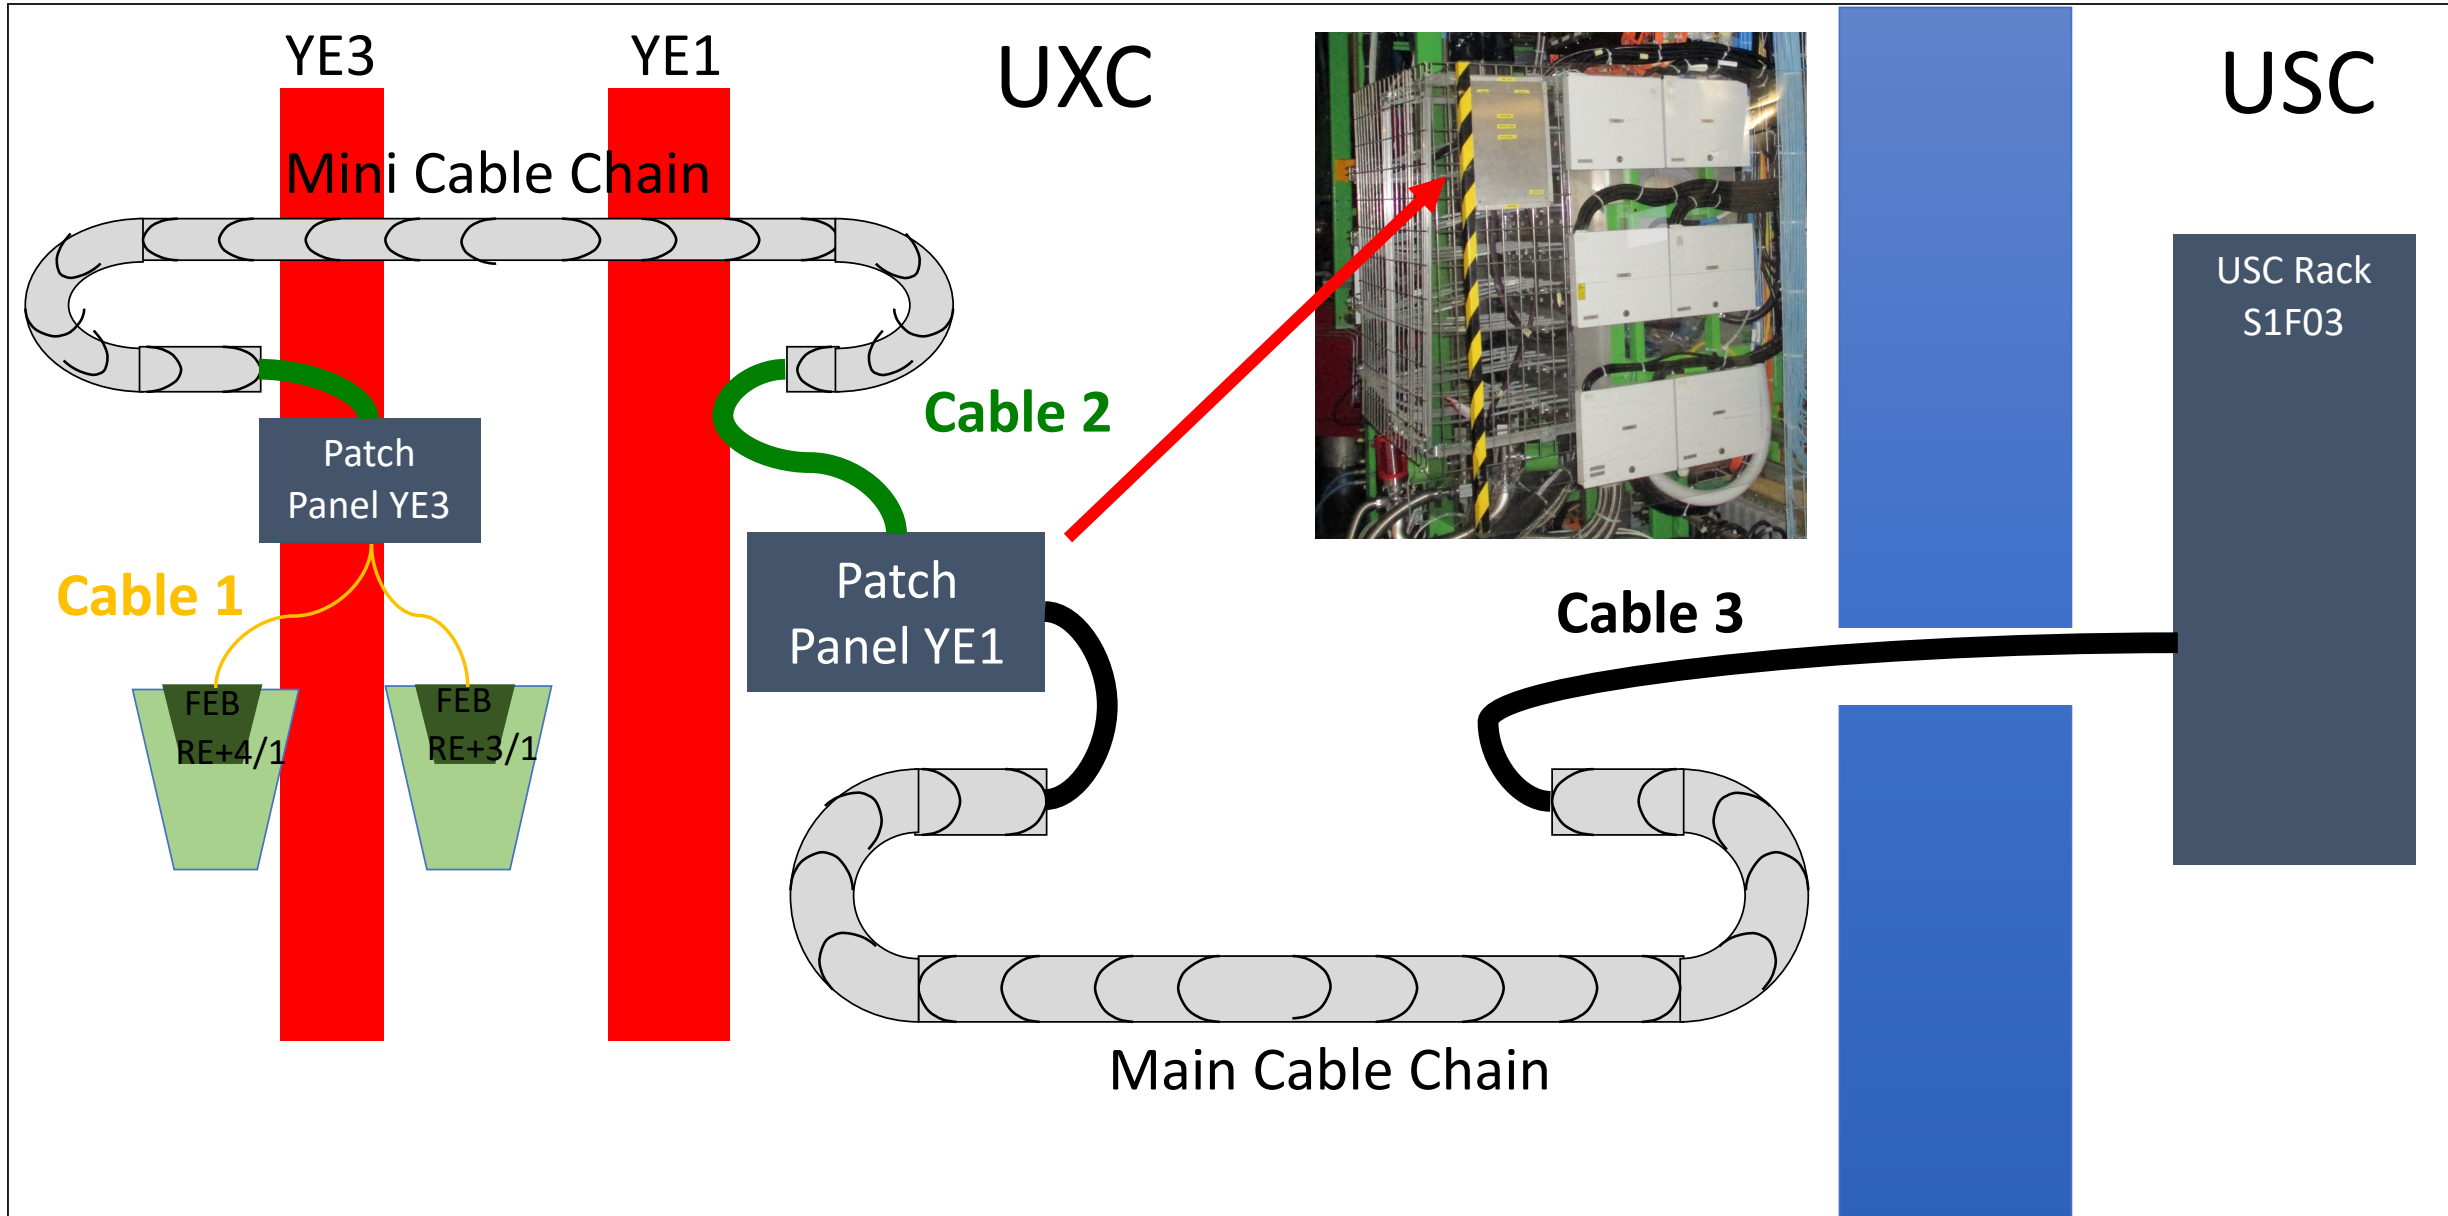 YE3
YE1
UXC
USC
Mini Cable Chain
USC Rack
S1F03
Cable 2
Patch
Panel YE3
Cable 1
Patch
Panel YE1
Cable 3
FEB
RE+4/1
FEB
RE+3/1
Main Cable Chain